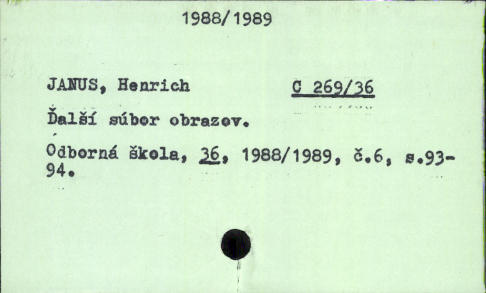 1988/1989
JANUS, Henrich C 269/36
Ďalší súbor obrazov.
Odborná škola, 36, 1988/1989, č.6, s.93-
94.